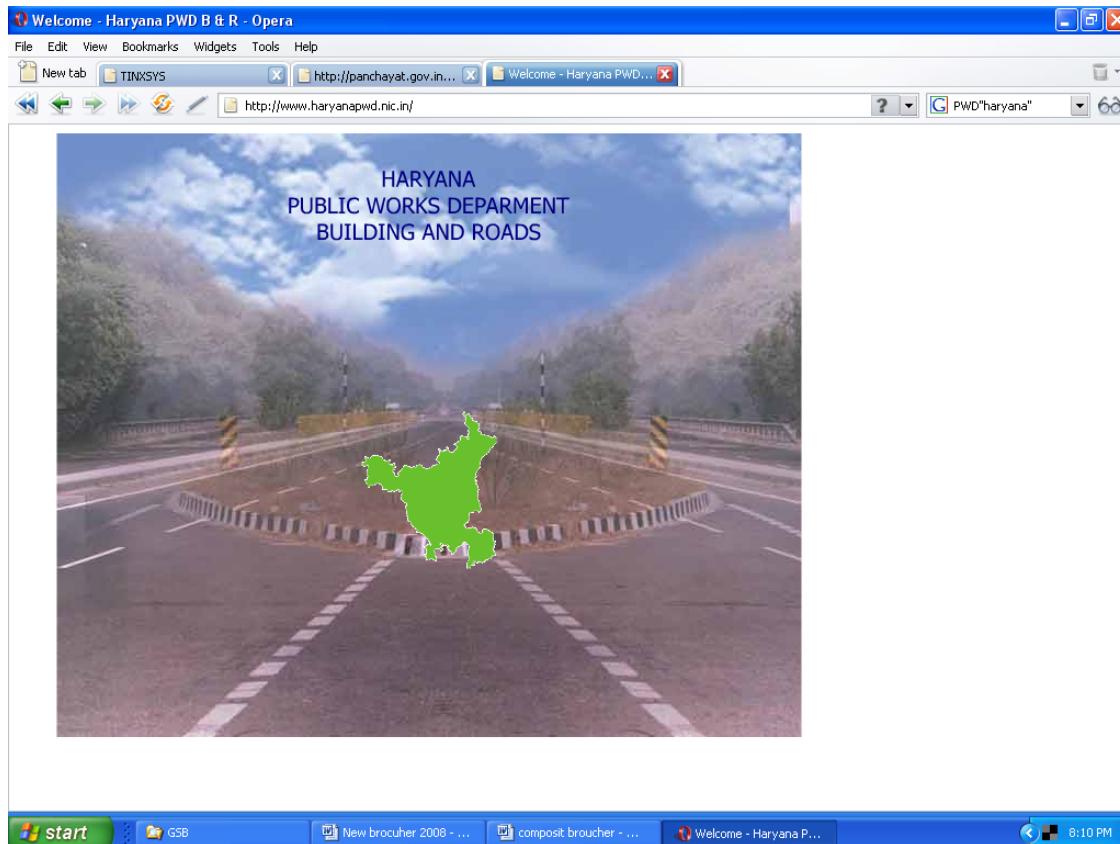 Welcome - Haryana PWD B & R - Opera
File Edit View Bookmarks Widgets Tools Help
New tab TINXSYS http://panchayat.gov.in... Welcome - Haryana PWD...
http://www.haryanapwd.nic.in/ ? G PWD"haryana"
HARYANA
PUBLIC WORKS DEPARMENT
BUILDING AND ROADS
start GSB New brocuher 2008 - ... composit broucher - ... Welcome - Haryana P... 8:10 PM